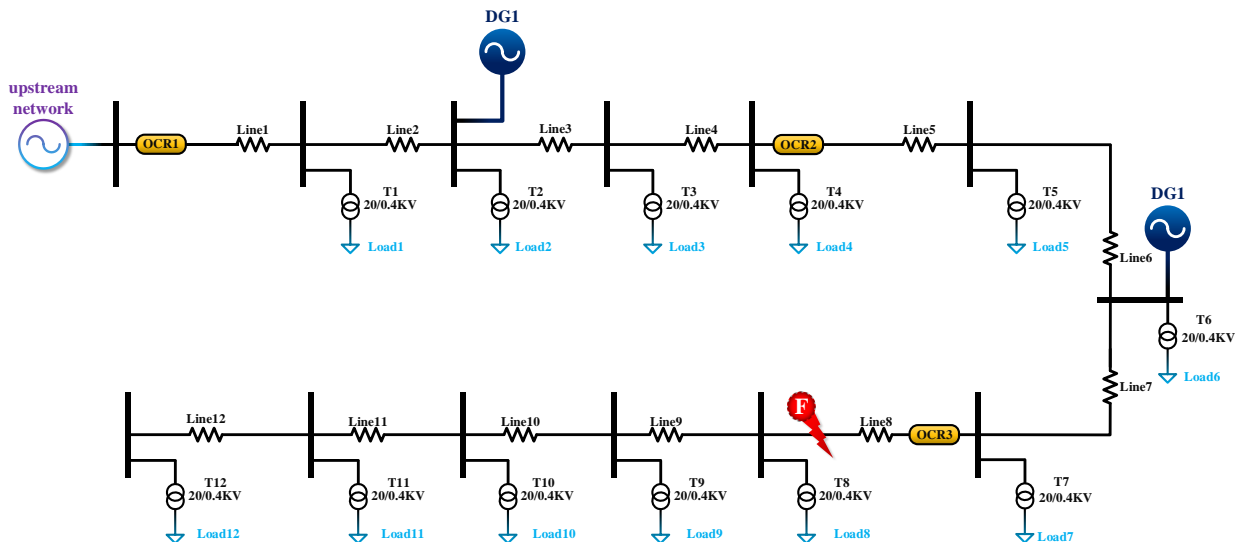 DG1
upstream
network
OCR1
Line1
Line2
Line3
Line4
OCR2
Line5
T1
20/0.4KV
Load1
T2
20/0.4KV
Load2
T3
20/0.4KV
Load3
T4
20/0.4KV
Load4
T5
20/0.4KV
Load5
DG1
Line6
T6
20/0.4KV
Load6
Line7
Line12
Line11
Line10
Line9
F
Line8
OCR3
T12
20/0.4KV
Load12
T11
20/0.4KV
Load11
T10
20/0.4KV
Load10
T9
20/0.4KV
Load9
T8
20/0.4KV
Load8
T7
20/0.4KV
Load7